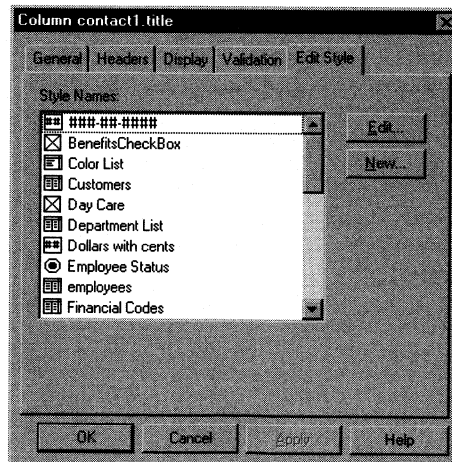 Column contact1.title
General Headers Display Validation Edit Style
Style Names:
###-##-####
BenefitsCheckBox
Color List
Customers
Day Care
Department List
Dollars with cents
Employee Status
employees
Financial Codes
Edit...
New...
OK Cancel Apply Help